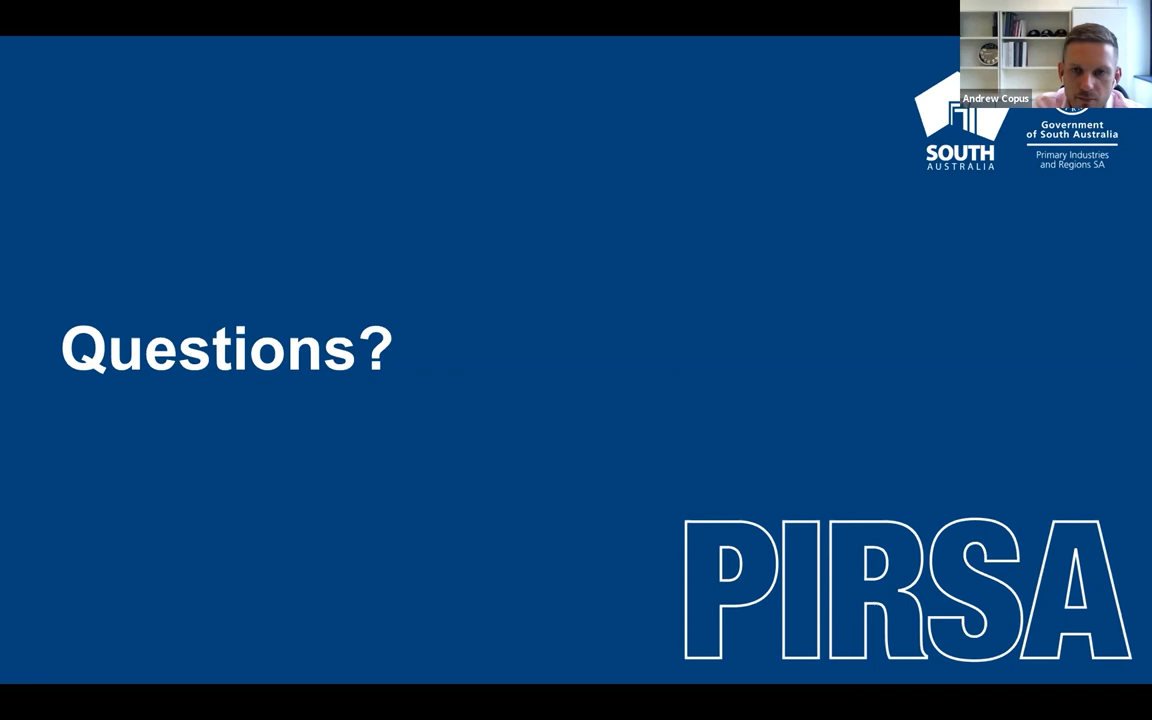 Andrew Copus
SOUTH
AUSTRALIA
Government
of South Australia
Primary Industries
and Regions SA
Questions?
PIRSA